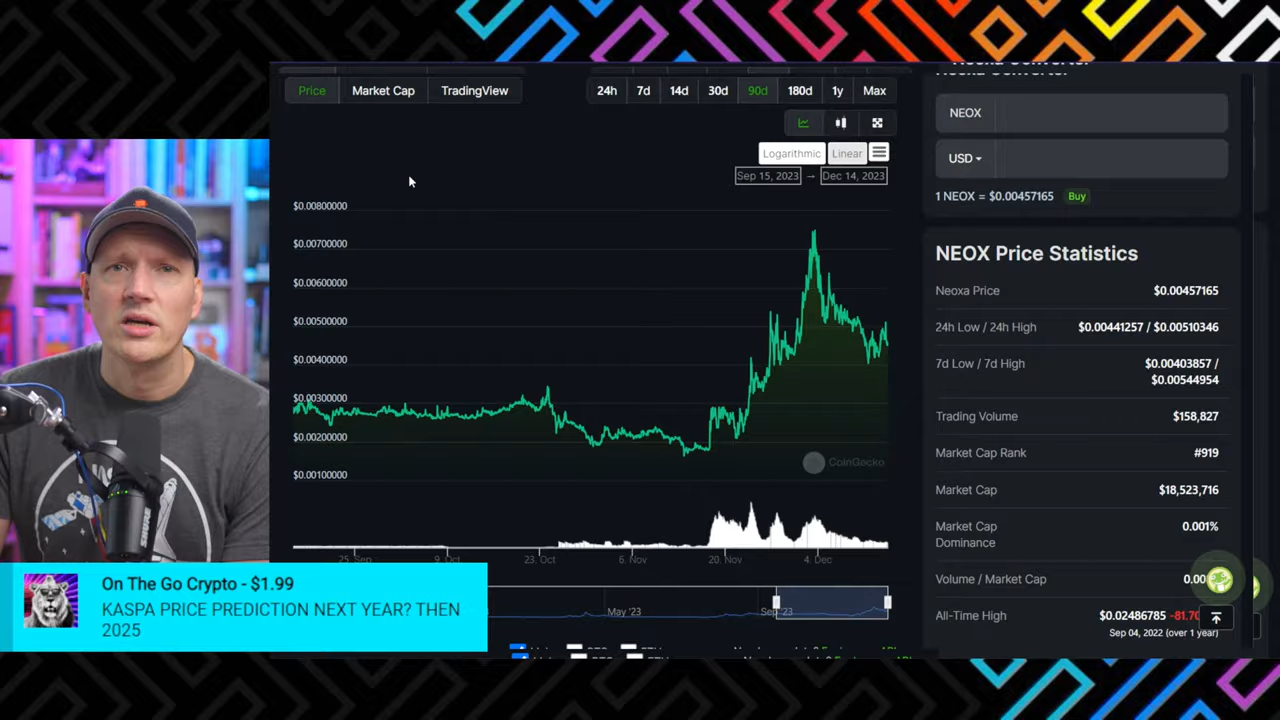 Neoxa Converter
Price Market Cap TradingView
24h 7d 14d 30d 90d 180d 1y Max
Logarithmic Linear
Sep 15, 2023 → Dec 14, 2023
$0.00800000
$0.00700000
$0.00600000
$0.00500000
$0.00400000
$0.00300000
$0.00200000
$0.00100000
CoinGecko
25. Sep 9. Oct 23. Oct 6. Nov 20. Nov 4. Dec
May '23 Sep '23
NEOX
USD
1 NEOX = $0.00457165 Buy
NEOX Price Statistics
Neoxa Price $0.00457165
24h Low / 24h High $0.00441257 / $0.00510346
7d Low / 7d High $0.00403857 /
$0.00544954
Trading Volume $158,827
Market Cap Rank #919
Market Cap $18,523,716
Market Cap 0.001%
Dominance
Volume / Market Cap 0.00
All-Time High $0.02486785 -81.70
Sep 04, 2022 (over 1 year)
On The Go Crypto - $1.99
KASPA PRICE PREDICTION NEXT YEAR? THEN
2025
SHURE